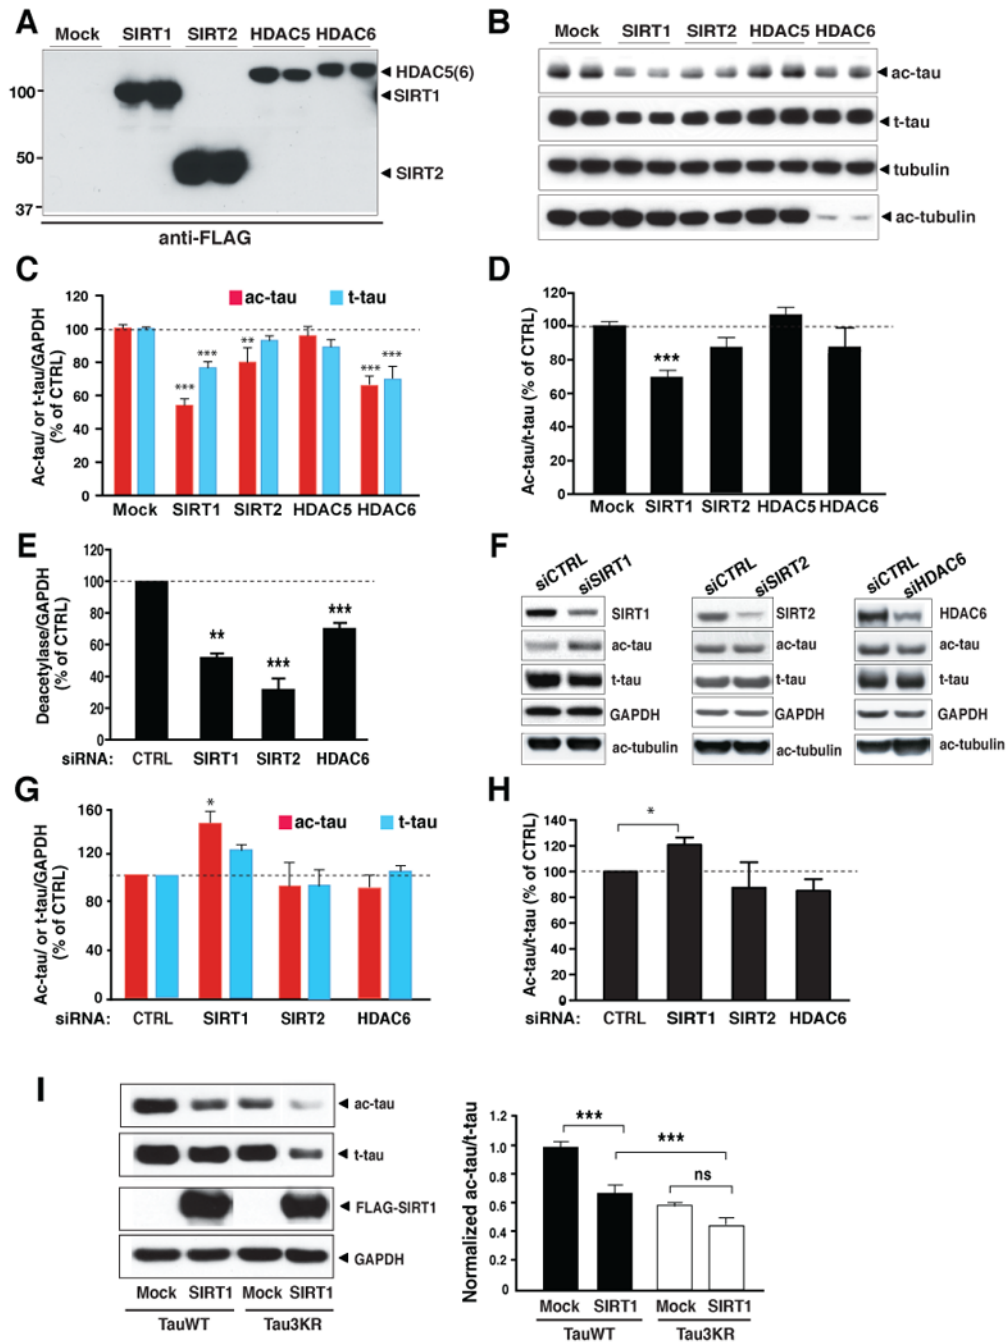 A
Mock SIRT1 SIRT2 HDAC5 HDAC6
100
50
37
HDAC5(6)
SIRT1
SIRT2
anti-FLAG
B
Mock SIRT1 SIRT2 HDAC5 HDAC6
ac-tau
t-tau
tubulin
ac-tubulin
C
Ac-tau/ or t-tau/GAPDH
(% of CTRL)
120
100
80
60
40
20
0
ac-tau t-tau
*** *** ** *** ***
Mock SIRT1 SIRT2 HDAC5 HDAC6
D
Ac-tau/t-tau (% of CTRL)
120
100
80
60
40
20
0
***
Mock SIRT1 SIRT2 HDAC5 HDAC6
E
Deacetylase/GAPDH
(% of CTRL)
120
100
80
60
40
20
0
** *** ***
siRNA: CTRL SIRT1 SIRT2 HDAC6
F
siCTRL siSIRT1
SIRT1
ac-tau
t-tau
GAPDH
ac-tubulin
siCTRL siSIRT2
SIRT2
ac-tau
t-tau
GAPDH
ac-tubulin
siCTRL siHDAC6
HDAC6
ac-tau
t-tau
GAPDH
ac-tubulin
G
Ac-tau/ or t-tau/GAPDH
(% of CTRL)
160
120
80
40
0
*
ac-tau t-tau
siRNA: CTRL SIRT1 SIRT2 HDAC6
H
Ac-tau/t-tau (% of CTRL)
140
120
100
80
60
40
20
0
*
siRNA: CTRL SIRT1 SIRT2 HDAC6
I
ac-tau
t-tau
FLAG-SIRT1
GAPDH
Mock SIRT1 Mock SIRT1
TauWT Tau3KR
Normalized ac-tau/t-tau
1.2
1.0
0.8
0.6
0.4
0.2
0
***
***
ns
Mock SIRT1 Mock SIRT1
TauWT Tau3KR